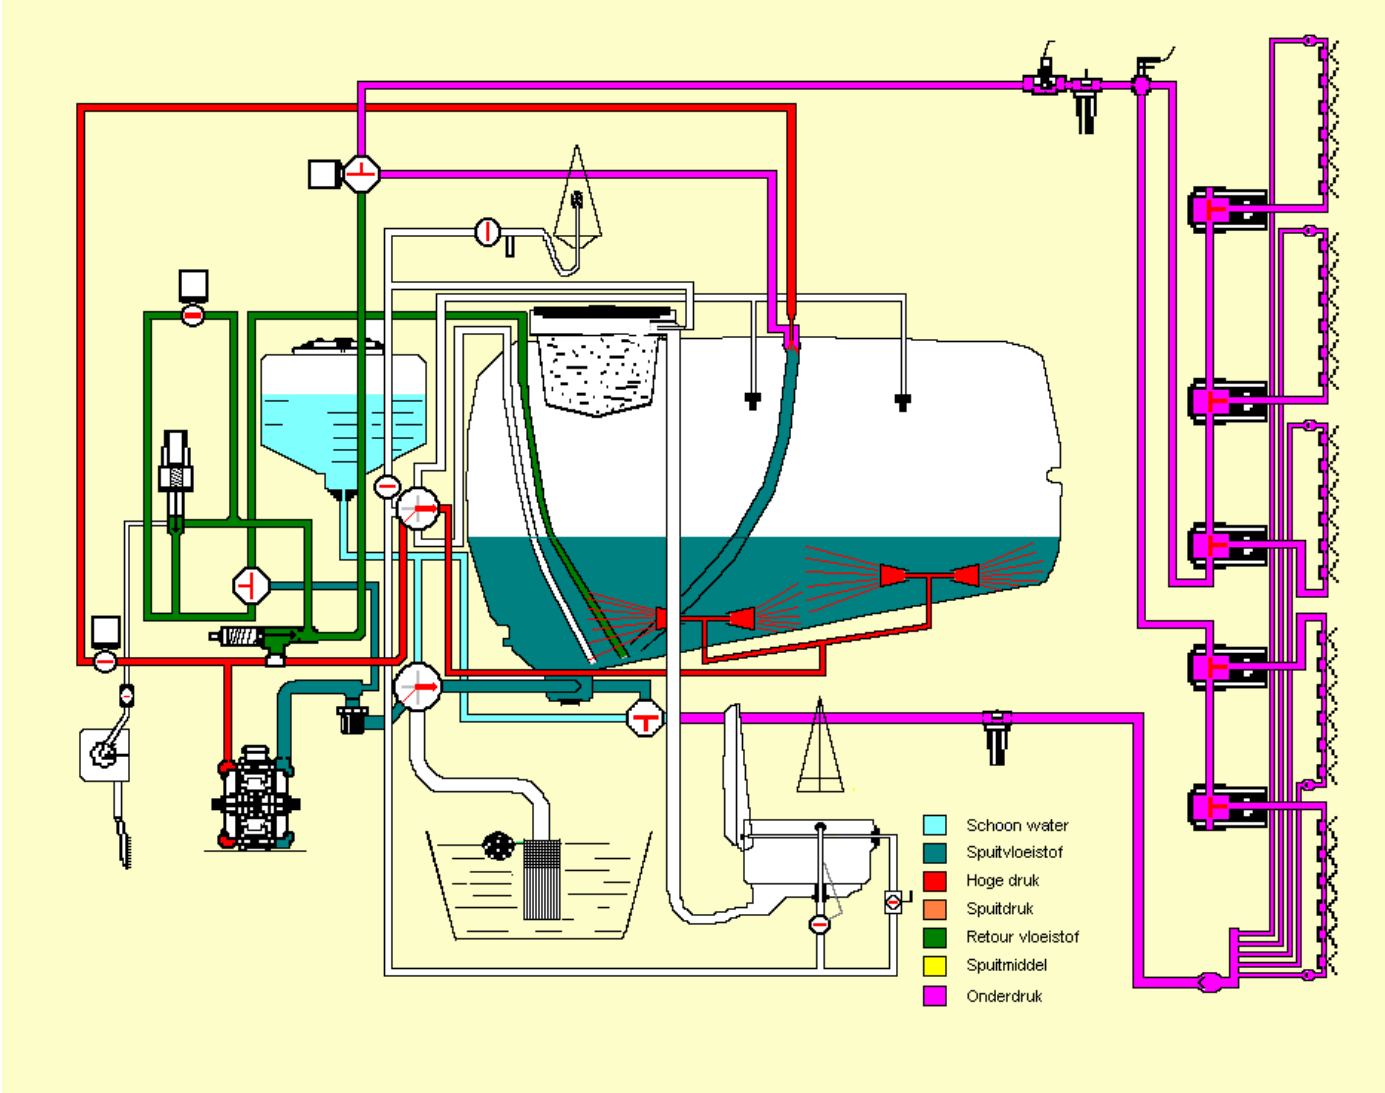 Schoon water
Spuitvloeistof
Hoge druk
Spuitdruk
Retour vloeistof
Spuitmiddel
Onderdruk